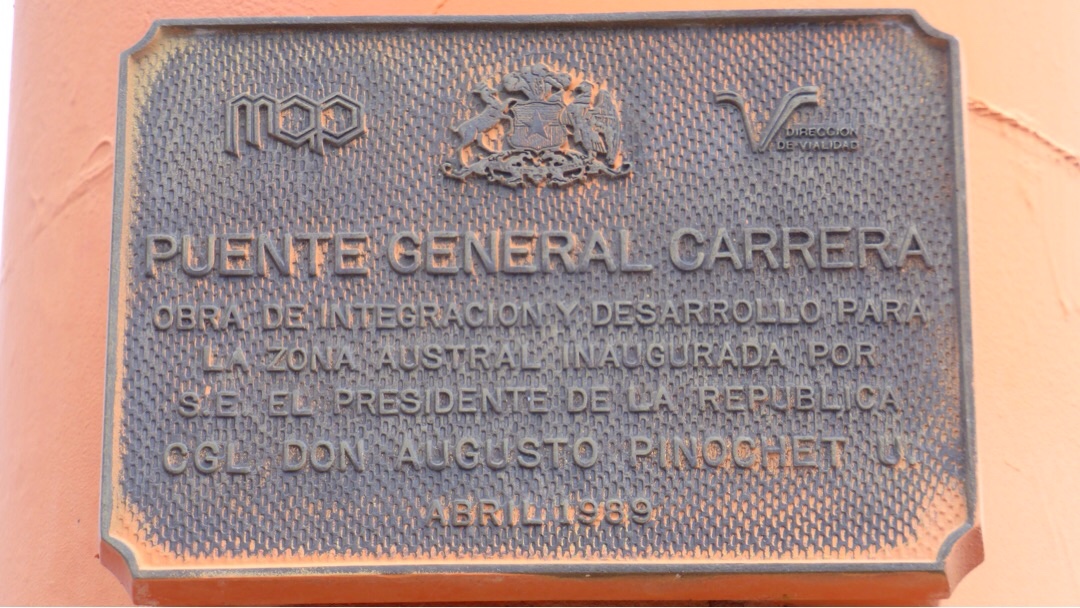 mop
DIRECCION
DE VIALIDAD
PUENTE GENERAL CARRERA
OBRA DE INTEGRACION Y DESARROLLO PARA
LA ZONA AUSTRAL INAUGURADA POR
S.E. EL PRESIDENTE DE LA REPUBLICA
CGL DON AUGUSTO PINOCHET U.
ABRIL 1989